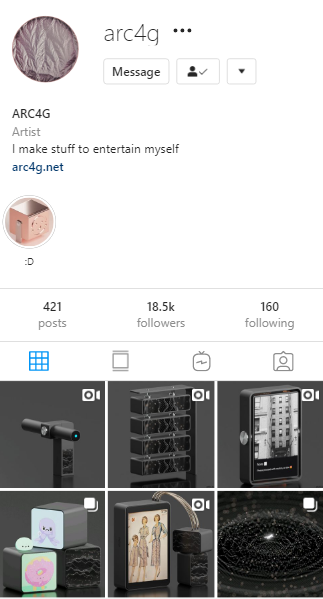 arc4g
Message
ARC4G
Artist
I make stuff to entertain myself
arc4g.net
:D
421 posts
18.5k followers
160 following